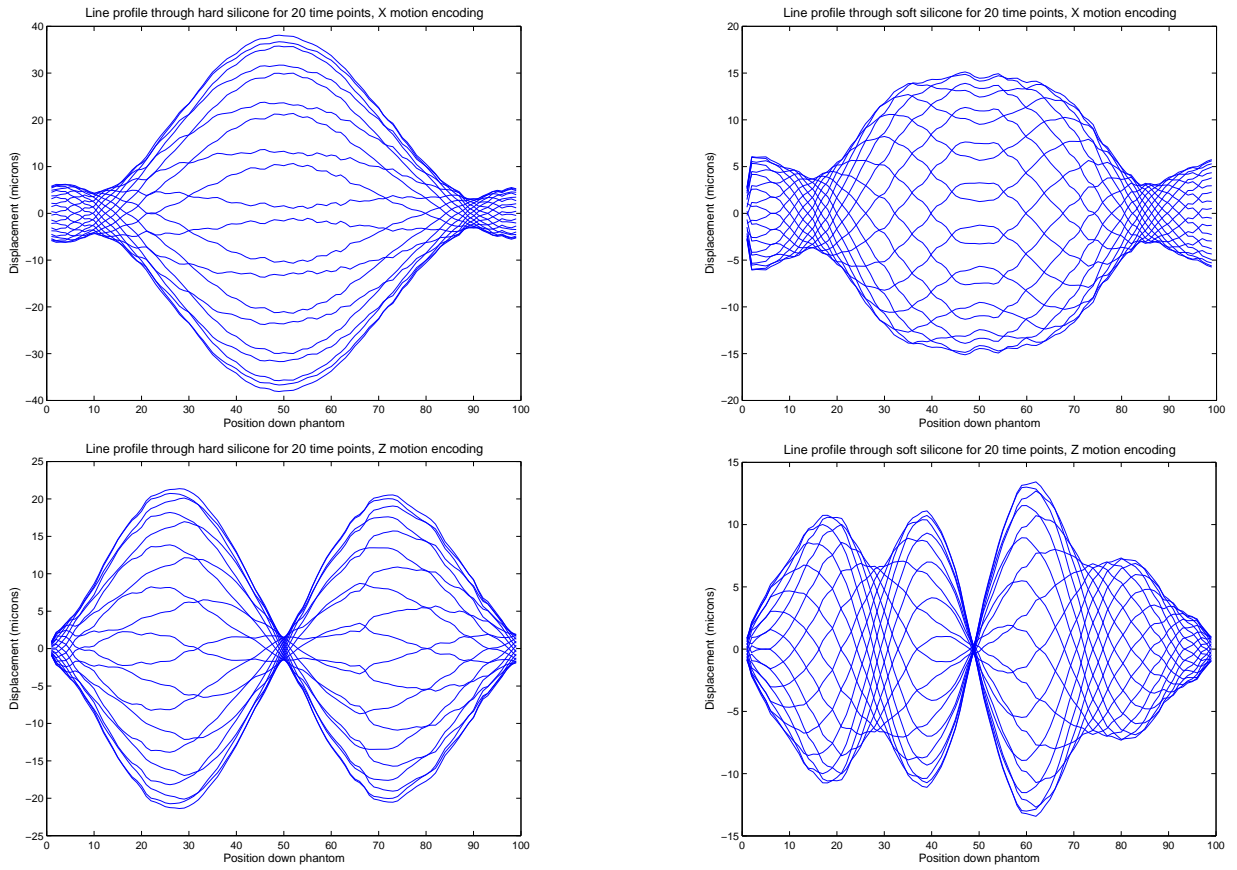 Line profile through hard silicone for 20 time points, X motion encoding
40
30
20
10
0
−10
−20
−30
−40
Displacement (microns)
0 10 20 30 40 50 60 70 80 90 100
Position down phantom
Line profile through soft silicone for 20 time points, X motion encoding
20
15
10
5
0
−5
−10
−15
−20
Displacement (microns)
0 10 20 30 40 50 60 70 80 90 100
Position down phantom
Line profile through hard silicone for 20 time points, Z motion encoding
25
20
15
10
5
0
−5
−10
−15
−20
−25
Displacement (microns)
0 10 20 30 40 50 60 70 80 90 100
Position down phantom
Line profile through soft silicone for 20 time points, Z motion encoding
15
10
5
0
−5
−10
−15
Displacement (microns)
0 10 20 30 40 50 60 70 80 90 100
Position down phantom